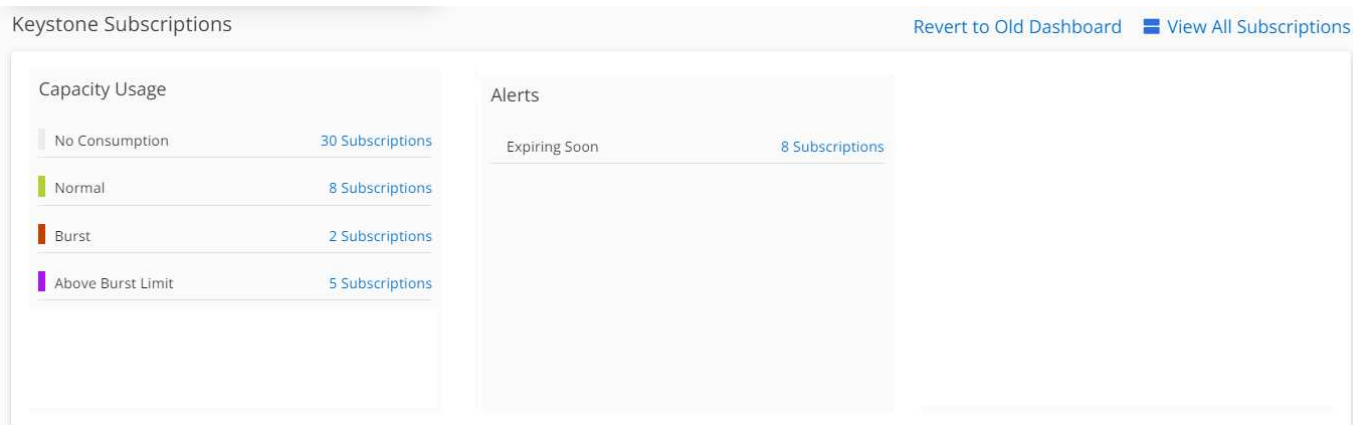 Keystone Subscriptions
Revert to Old Dashboard View All Subscriptions
Capacity Usage
No Consumption 30 Subscriptions
Normal 8 Subscriptions
Burst 2 Subscriptions
Above Burst Limit 5 Subscriptions
Alerts
Expiring Soon 8 Subscriptions